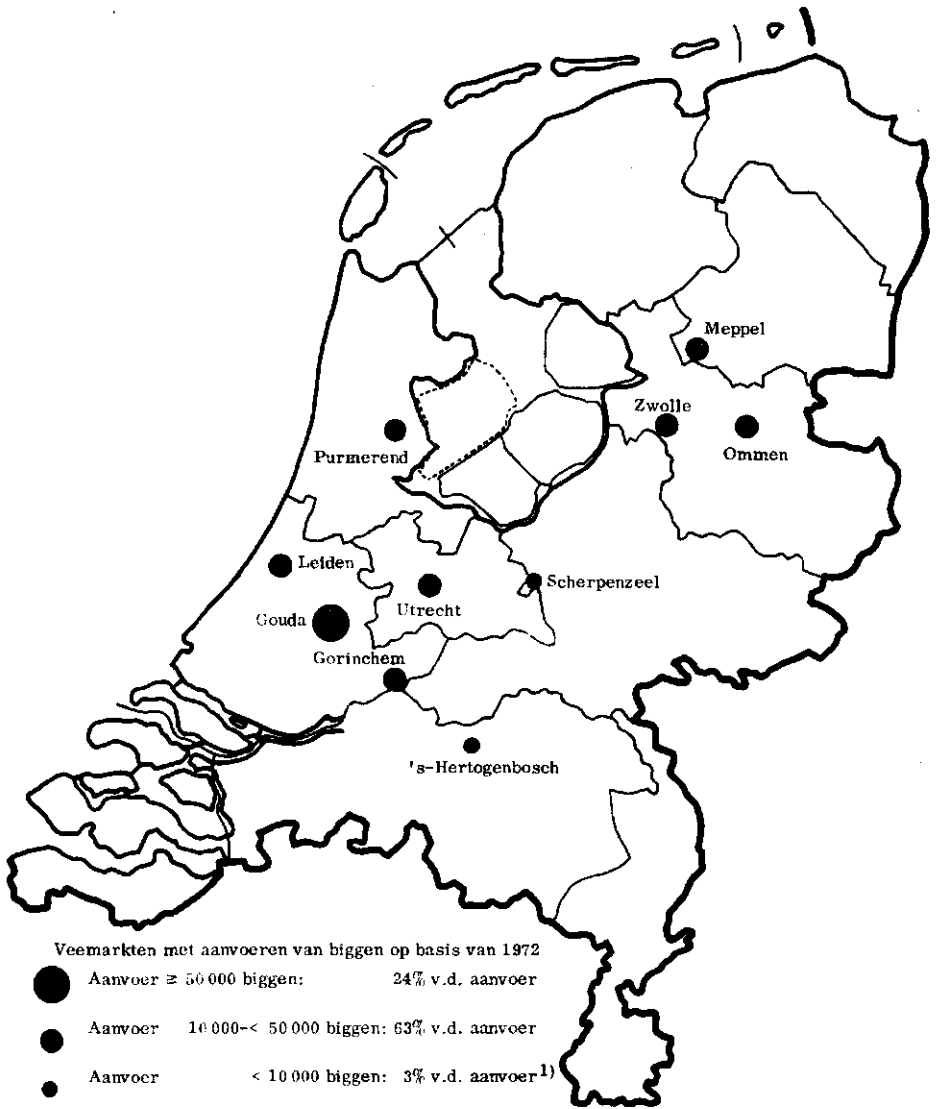 Meppel
Zwolle
Ommen
Purmerend
Leiden
Scherpenzeel
Utrecht
Gouda
Gorinchem
's-Hertogenbosch
Veemarkten met aanvoeren van biggen op basis van 1972
Aanvoer ≥ 50 000 biggen: 24% v.d. aanvoer
Aanvoer 10 000-< 50 000 biggen: 63% v.d. aanvoer
Aanvoer < 10 000 biggen: 3% v.d. aanvoer 1)